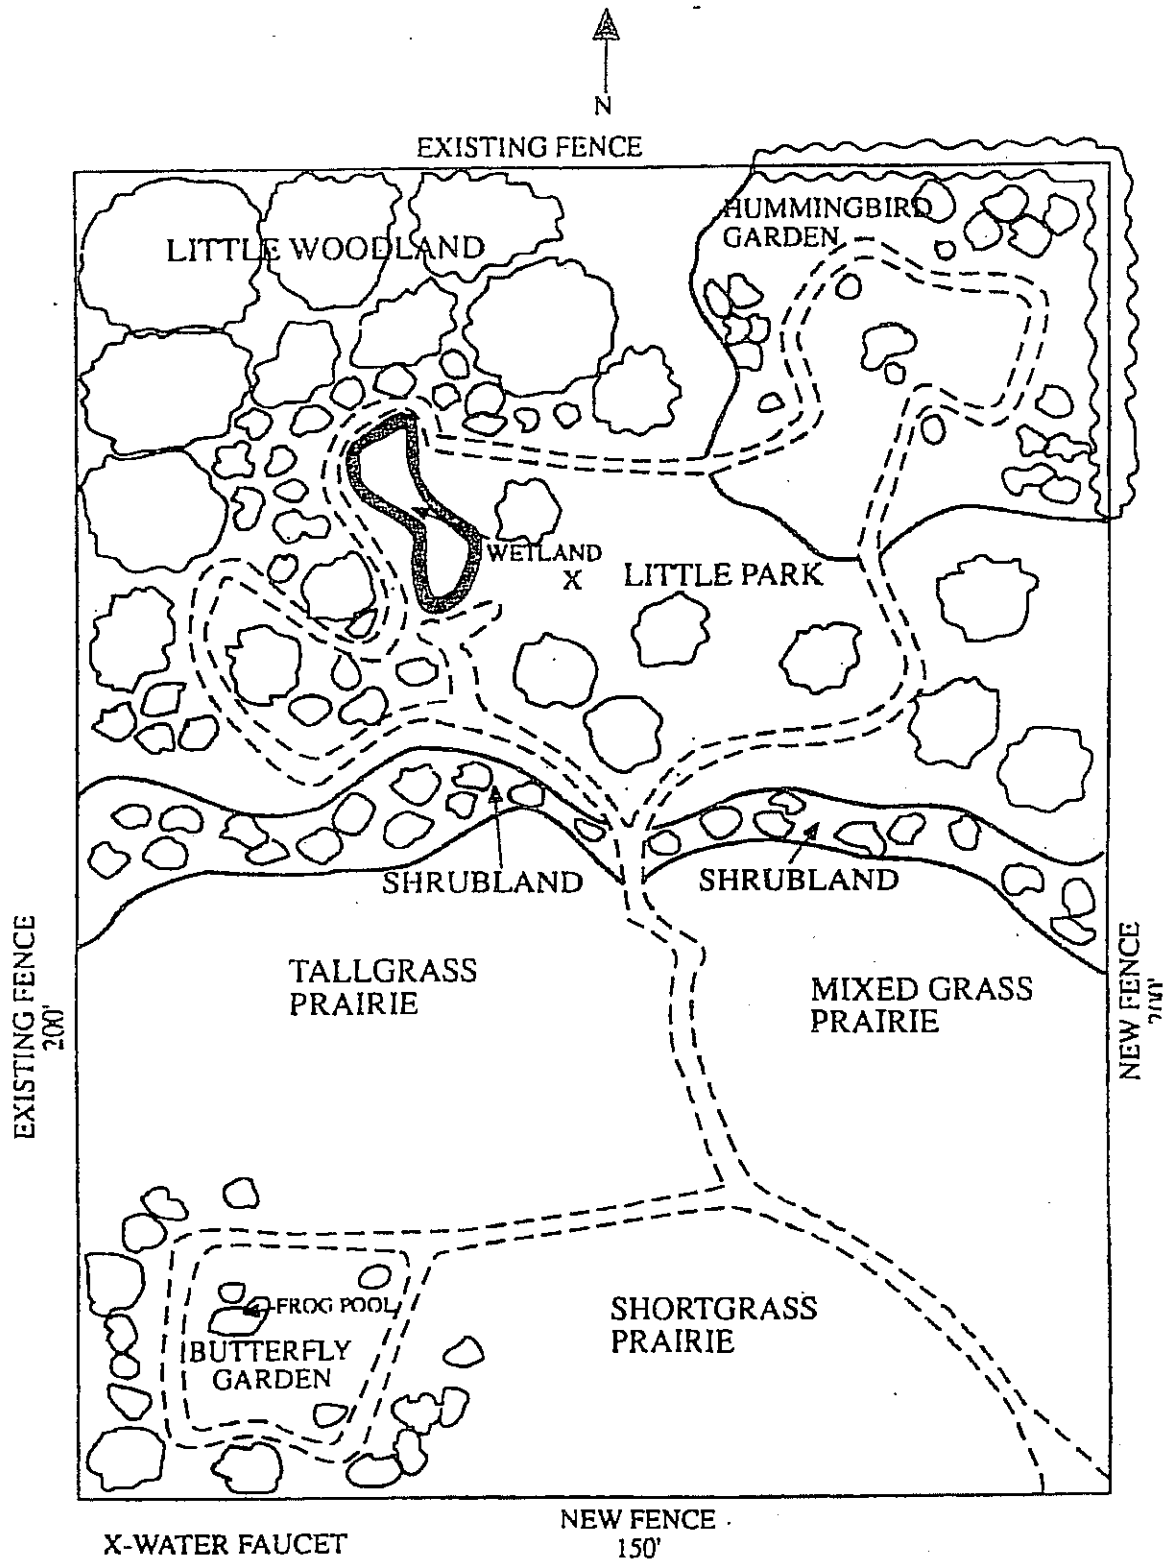 N
EXISTING FENCE
HUMMINGBIRD
GARDEN
LITTLE WOODLAND
WETLAND
X
LITTLE PARK
SHRUBLAND
SHRUBLAND
TALLGRASS
PRAIRIE
MIXED GRASS
PRAIRIE
EXISTING FENCE
200'
NEW FENCE
200'
FROG POOL
BUTTERFLY
GARDEN
SHORTGRASS
PRAIRIE
NEW FENCE
150'
X-WATER FAUCET